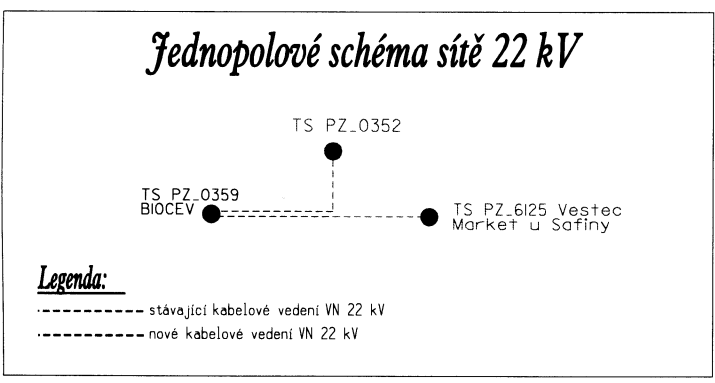 Jednopolové schéma sítě 22 kV
TS PZ_0352
TS PZ_0359
BIOCEV
TS PZ_6125 Vestec
Market u Safiny
Legenda:
stávající kabelové vedení VN 22 kV
nové kabelové vedení VN 22 kV